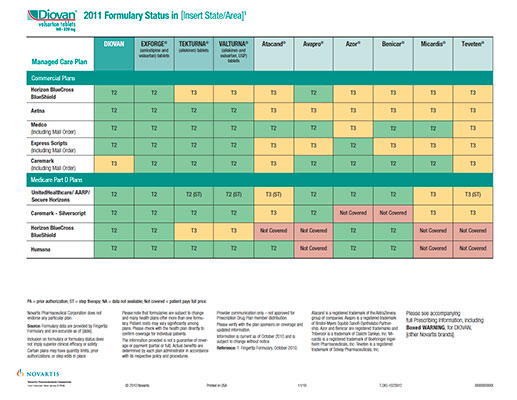 Diovan®
valsartan tablets
2011 Formulary Status in [Insert State/Area]¹
Managed Care Plan
DIOVAN
EXFORGE® (amlodipine and valsartan) tablets
TEKTURNA® (aliskiren) tablets
VALTURNA® (aliskiren and valsartan, USP) tablets
Atacand®
Avapro®
Azor®
Benicar®
Micardis®
Teveten®
Commercial Plans
Horizon BlueCross BlueShield T2 T2 T3 T3 T3 T2 T3 T3 T3 T3
Aetna T2 T2 T2 T2 T3 T3 T3 T3 T3 T3
Medco (including Mail Order) T2 T2 T2 T2 T2 T2 T3 T2 T2 T3
Express Scripts (including Mail Order) T2 T2 T2 T2 T3 T3 T2 T2 T3 T3
Caremark (including Mail Order) T3 T2 T2 T2 T3 T2 T2 T2 T3 T3
Medicare Part D Plans
UnitedHealthcare/ AARP/ Secure Horizons T2 T2 T2 (ST) T2 (ST) T3 (ST) T2 T2 T2 T3 T3 (ST)
Caremark - Silverscript T2 T2 T2 T2 T3 T2 Not Covered Not Covered T3 T3
Horizon BlueCross BlueShield T2 T2 T3 T3 Not Covered Not Covered T2 T2 Not Covered Not Covered
Humana T2 T2 T2 T2 T2 Not Covered T2 T2 Not Covered Not Covered
PA = prior authorization; ST = step therapy; NA = data not available; Not covered = patient pays full price.
Novartis Pharmaceutical Corporation does not
endorse any particular plan.
Source: Formulary data are provided by Fingertip
Formulary and are accurate as of [date].
Inclusion on formulary or formulary status does
not imply superior clinical efficacy or safety.
Certain plans may have quantity limits, prior
authorizations, or step edits in place
Please note that formularies are subject to change
and many health plans offer more than one formu-
lary. Patient costs may vary significantly among
plans. Please check with the health plan directly to
confirm coverage for individual patients.
The information provided is not a guarantee of cover-
age or payment (partial or full). Actual benefits are
determined by each plan administrator in accordance
with its respective policy and procedures.
Provider communication only – not approved for
Prescription Drug Plan member distribution.
Please verify with the plan sponsors on coverage and
updated information.
Information is current as of October 2010 and is
subject to change without notice.
Reference: 1. Fingertip Formulary, October 2010.
Atacand is a registered trademark of the AstraZeneca
group of companies. Avapro is a registered trademark
of Bristol-Myers Squibb Sanofi-Synthelabo Partner-
ship. Azor and Benicar are registered trademarks and
Tribenzor is a trademark of Daiichi Sankyo, Inc. Mi-
cardis is a registered trademark of Boehringer Ingel-
heim Pharmaceuticals, Inc. Teveten is a registered
trademark of Abbott Pharmaceuticals, Inc.
Please see accompanying
full Prescribing Information, including
Boxed WARNING, for DIOVAN,
[other Novartis brands].
NOVARTIS
© 2010 Novartis
Printed in USA
11/10